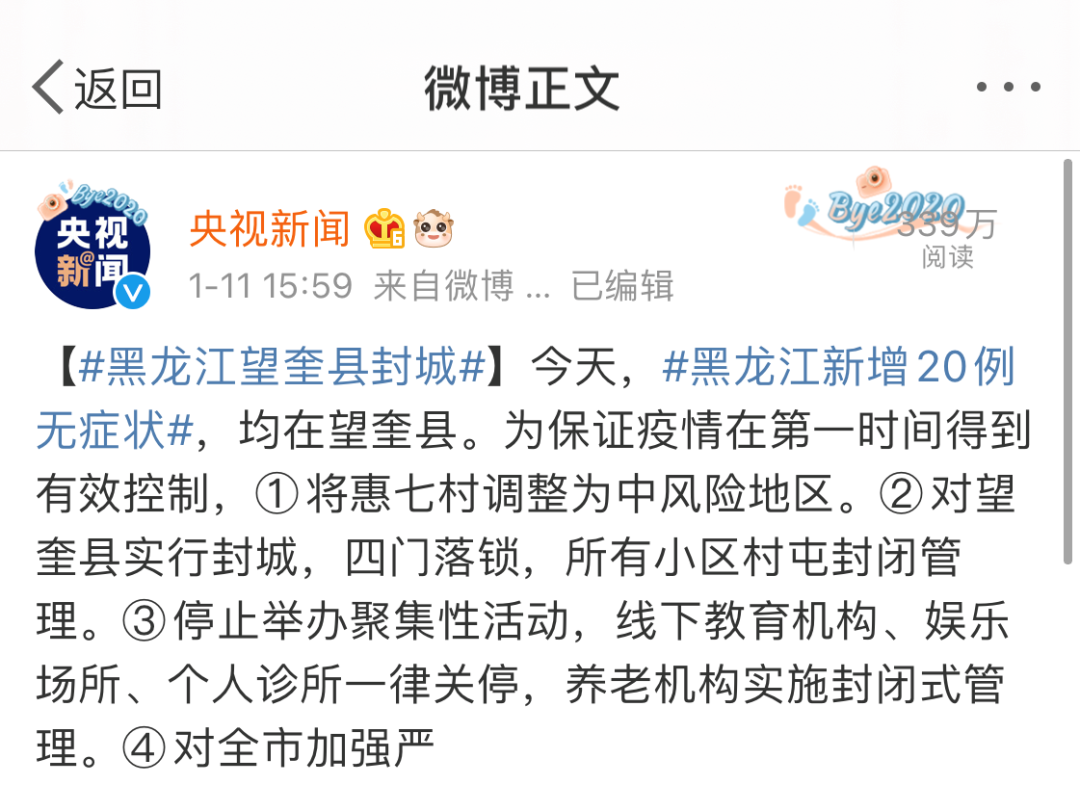 返回
微博正文
Bye2020
央视
新@闻
央视新闻
6
Bye2020
339万
阅读
1-11 15:59 来自微博 ... 已编辑
【#黑龙江望奎县封城#】今天，#黑龙江新增20例
无症状#，均在望奎县。为保证疫情在第一时间得到
有效控制，①将惠七村调整为中风险地区。②对望
奎县实行封城，四门落锁，所有小区村屯封闭管
理。③停止举办聚集性活动，线下教育机构、娱乐
场所、个人诊所一律关停，养老机构实施封闭式管
理。④对全市加强严